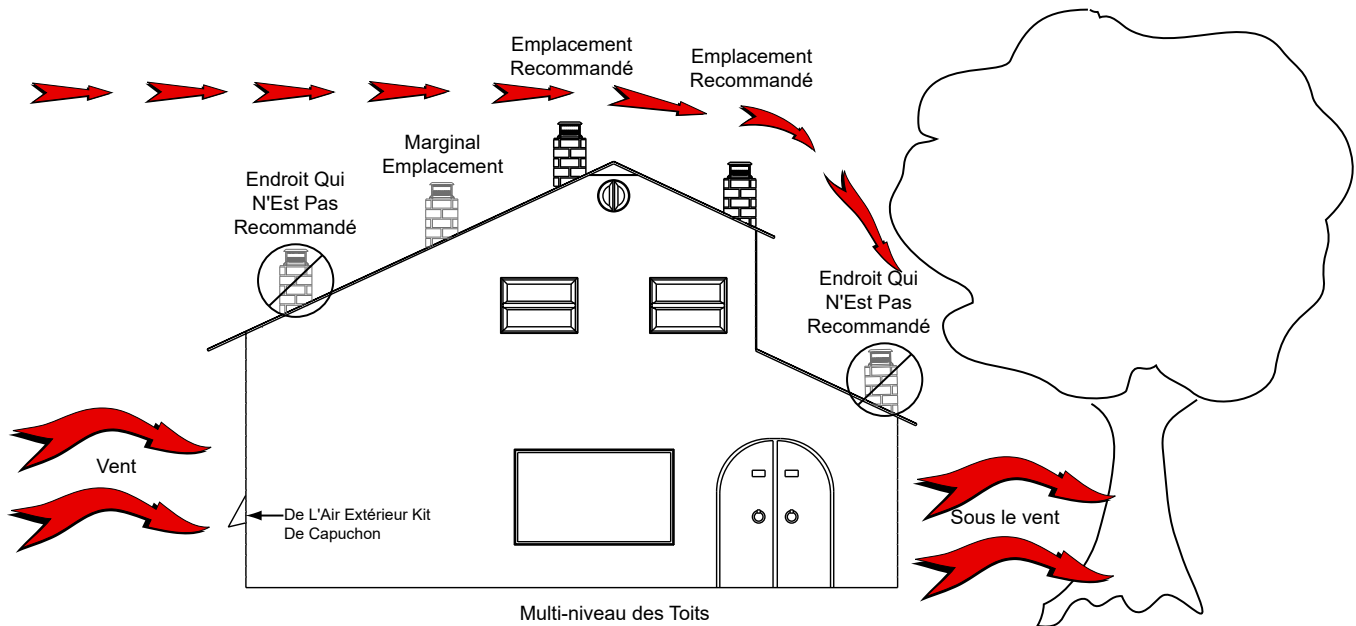 Emplacement
Recommandé
Emplacement
Recommandé
Marginal
Emplacement
Endroit Qui
N'Est Pas
Recommandé
Endroit Qui
N'Est Pas
Recommandé
Vent
De L'Air Extérieur Kit
De Capuchon
Sous le vent
Multi-niveau des Toits